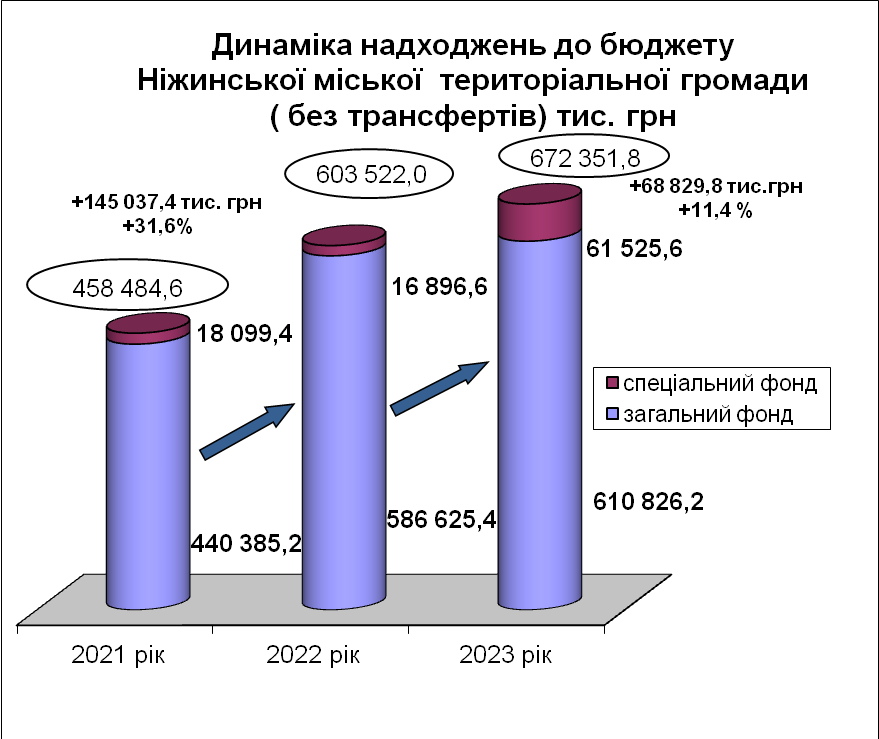 Динаміка надходжень до бюджету
Ніжинської міської територіальної громади
( без трансфертів) тис. грн
672 351,8
603 522,0
+68 829,8 тис.грн
+11,4 %
+145 037,4 тис. грн
+31,6%
61 525,6
458 484,6
16 896,6
18 099,4
спеціальний фонд
загальний фонд
610 826,2
586 625,4
440 385,2
2021 рік
2022 рік
2023 рік